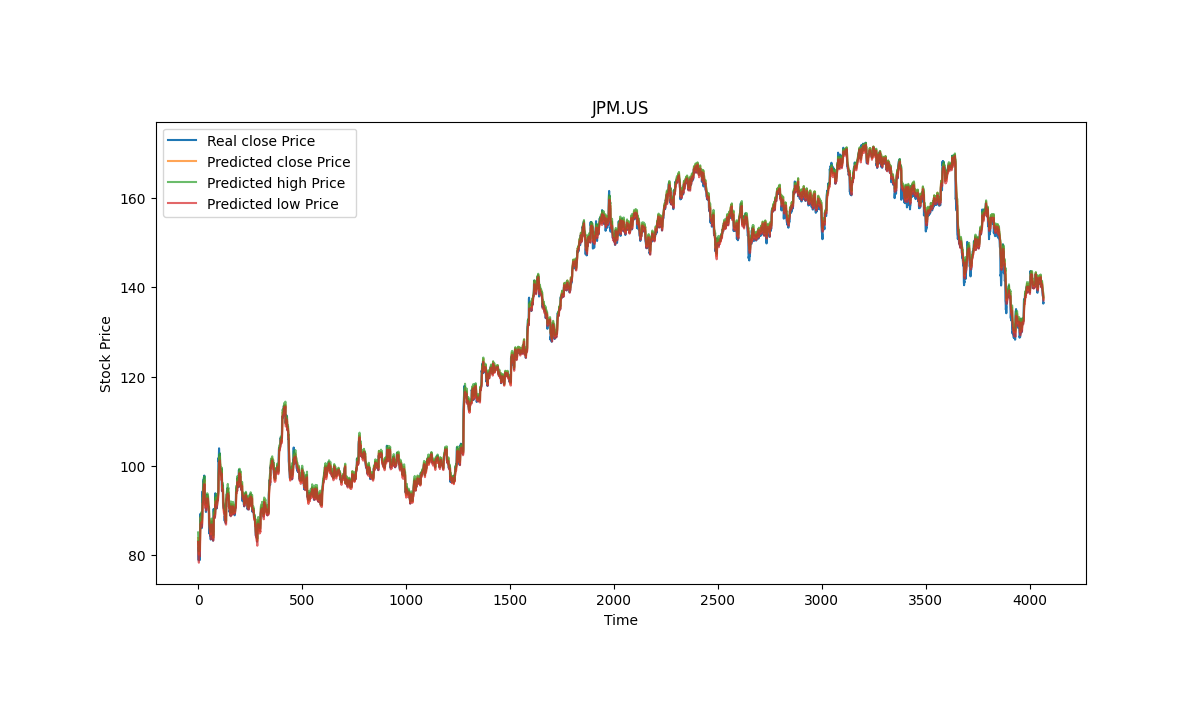 JPM.US
Real close Price
Predicted close Price
Predicted high Price
Predicted low Price
160
140
120
100
80
Stock Price
0 500 1000 1500 2000 2500 3000 3500 4000
Time